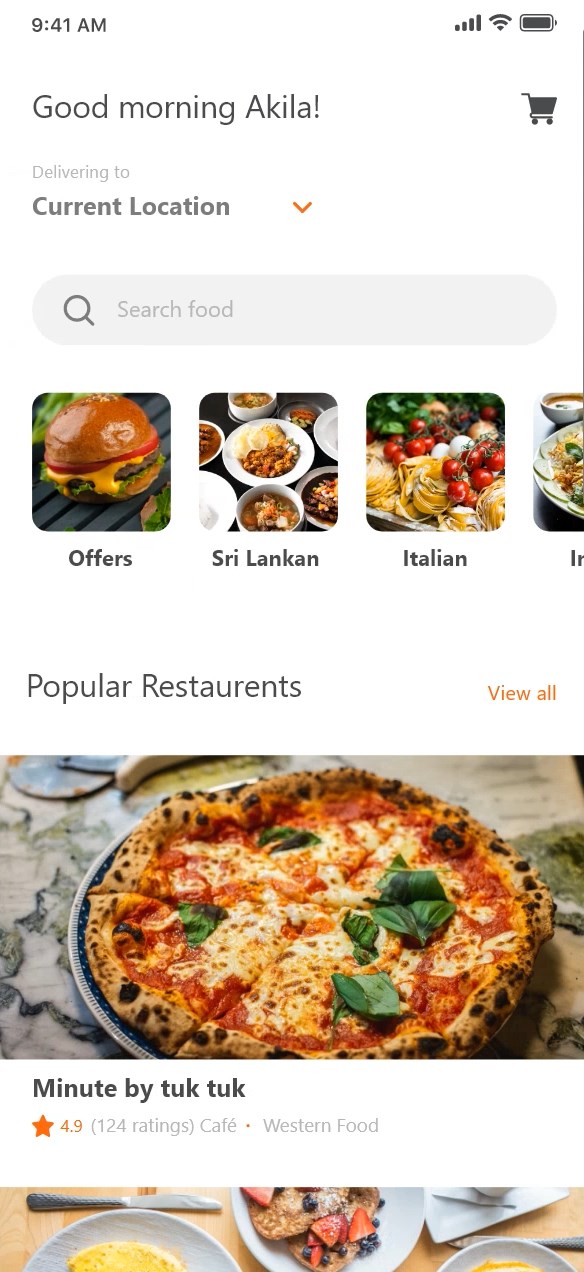 9:41 AM
Good morning Akila!
Delivering to
Current Location
Search food
Offers
Sri Lankan
Italian
Popular Restaurents
View all
Minute by tuk tuk
4.9 (124 ratings) Café • Western Food